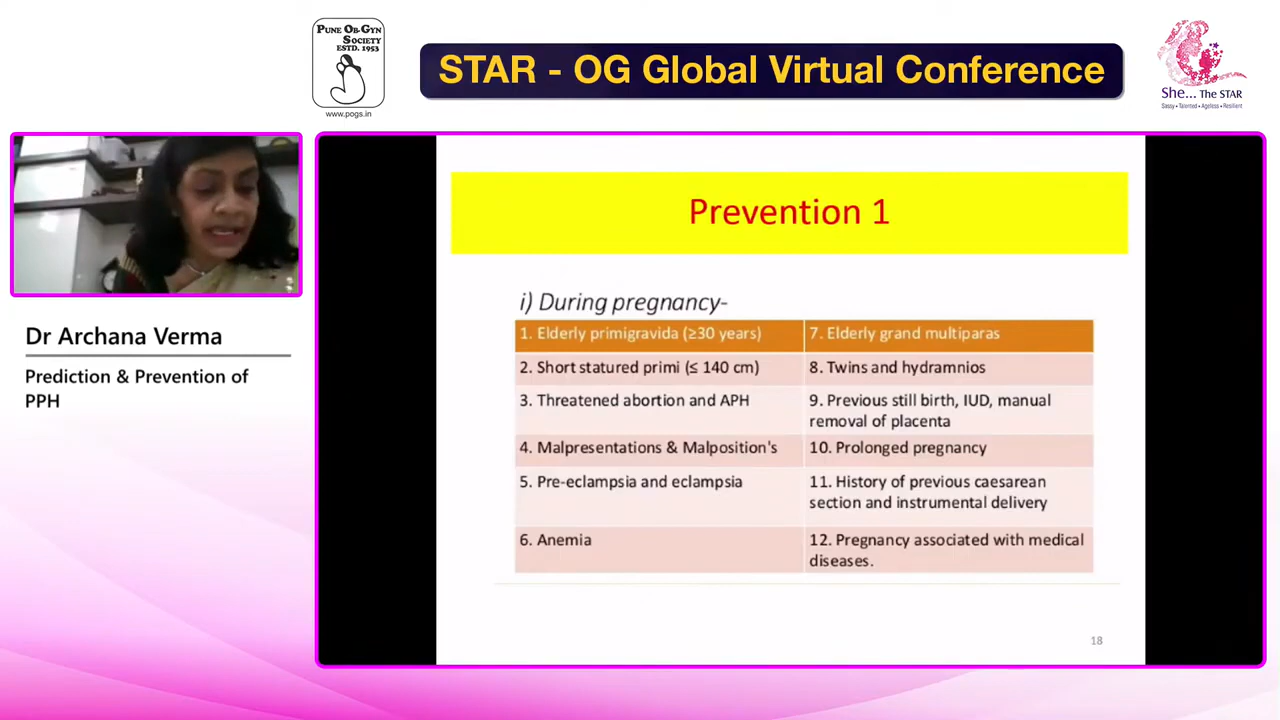 PUNE OB-GYN
SOCIETY
ESTD. 1953
www.pogs.in
STAR - OG Global Virtual Conference
She... THE STAR
Sassy • Talented • Ageless • Resilient
Dr Archana Verma
Prediction & Prevention of
PPH
Prevention 1
i) During pregnancy-
1. Elderly primigravida (≥30 years)
7. Elderly grand multiparas
2. Short statured primi (≤ 140 cm)
8. Twins and hydramnios
3. Threatened abortion and APH
9. Previous still birth, IUD, manual
removal of placenta
4. Malpresentations & Malposition's
10. Prolonged pregnancy
5. Pre-eclampsia and eclampsia
11. History of previous caesarean
section and instrumental delivery
6. Anemia
12. Pregnancy associated with medical
diseases.
18